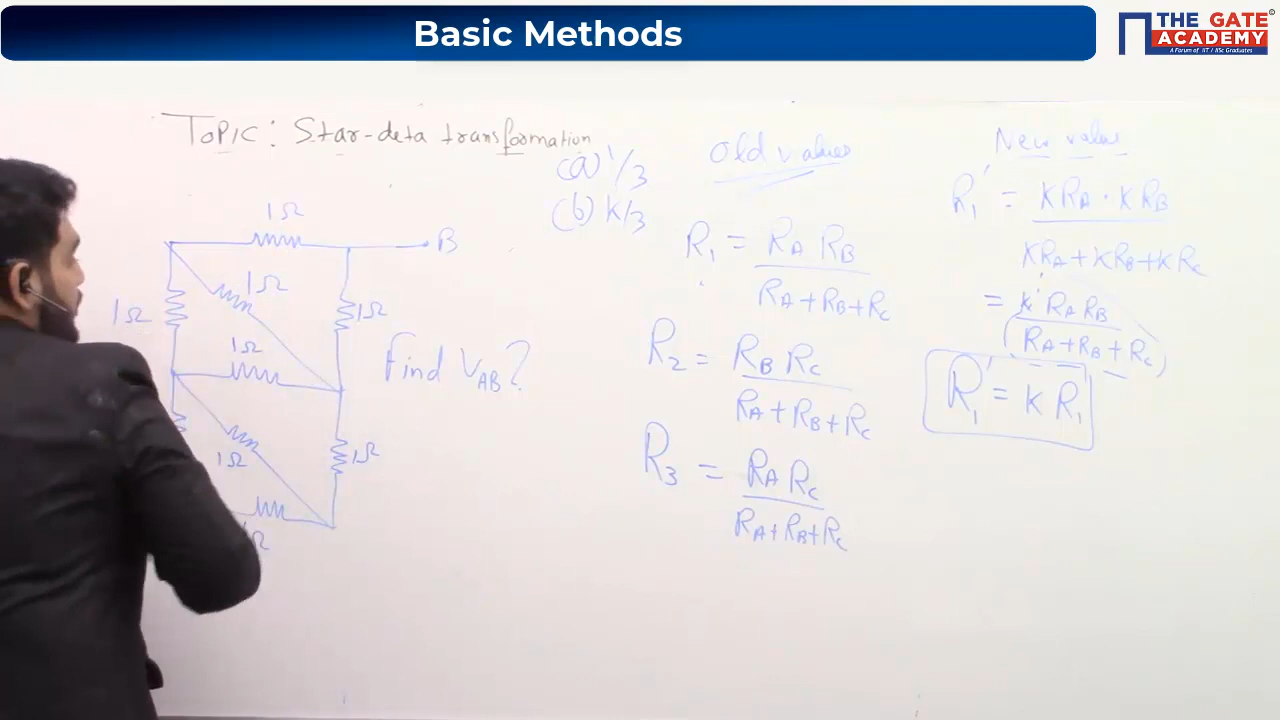 Basic Methods
THE GATE
ACADEMY
A Forum of IIT / IISc Graduates
©
TOPIC: Star-deta transformation
(a) 1/3
(b) K/3
1Ω
B
1Ω
1Ω
1Ω
1Ω
1Ω
1Ω
Find VAB?
Old values
R1 = RA RB
RA+RB+RC
R2 = RB RC
RA+RB+RC
R3 = RA RC
RA+RB+RC
New value
R1' = KRA · KRB
KRA+KRB+KRC
= K RA RB
RA+RB+RC
R1' = K R1